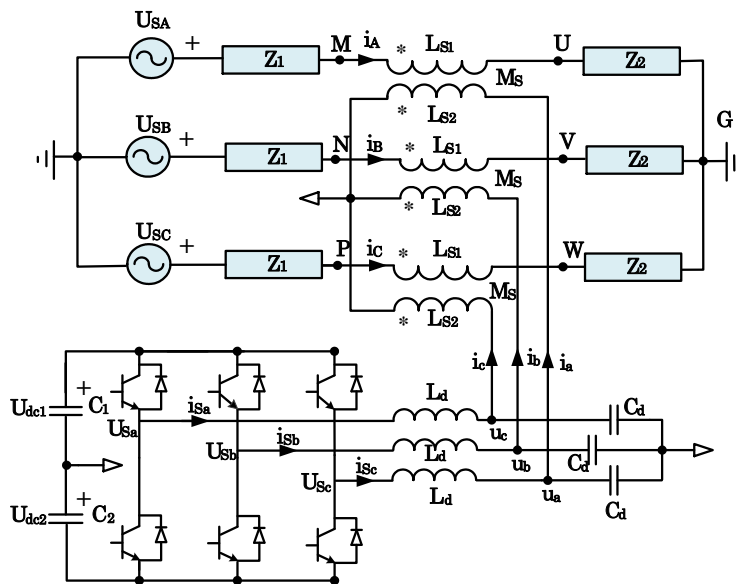 USA + Z1 M iA * LS1 U Z2
MS
* LS2
G
USB + Z1 N iB * LS1 V Z2
MS
* LS2
USC + Z1 P iC * LS1 W Z2
MS
* LS2
ic ib ia
Udc1 + C1
USa iSa Ld uc Cd
USb iSb Ld ub Cd
USc iSc Ld ua Cd
Udc2 + C2